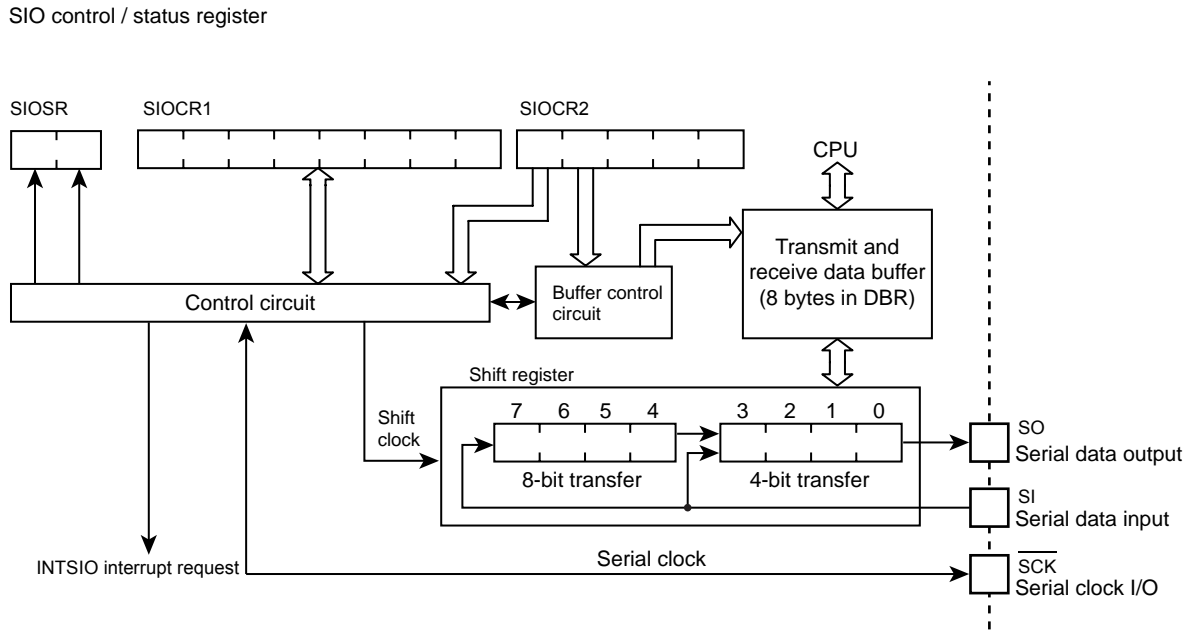 SIO control / status register
SIOSR
SIOCR1
SIOCR2
CPU
Transmit and
receive data buffer
(8 bytes in DBR)
Control circuit
Buffer control
circuit
Shift register
Shift
clock
7 6 5 4 3 2 1 0
8-bit transfer
4-bit transfer
SO
Serial data output
SI
Serial data input
INTSIO interrupt request
Serial clock
SCK
Serial clock I/O